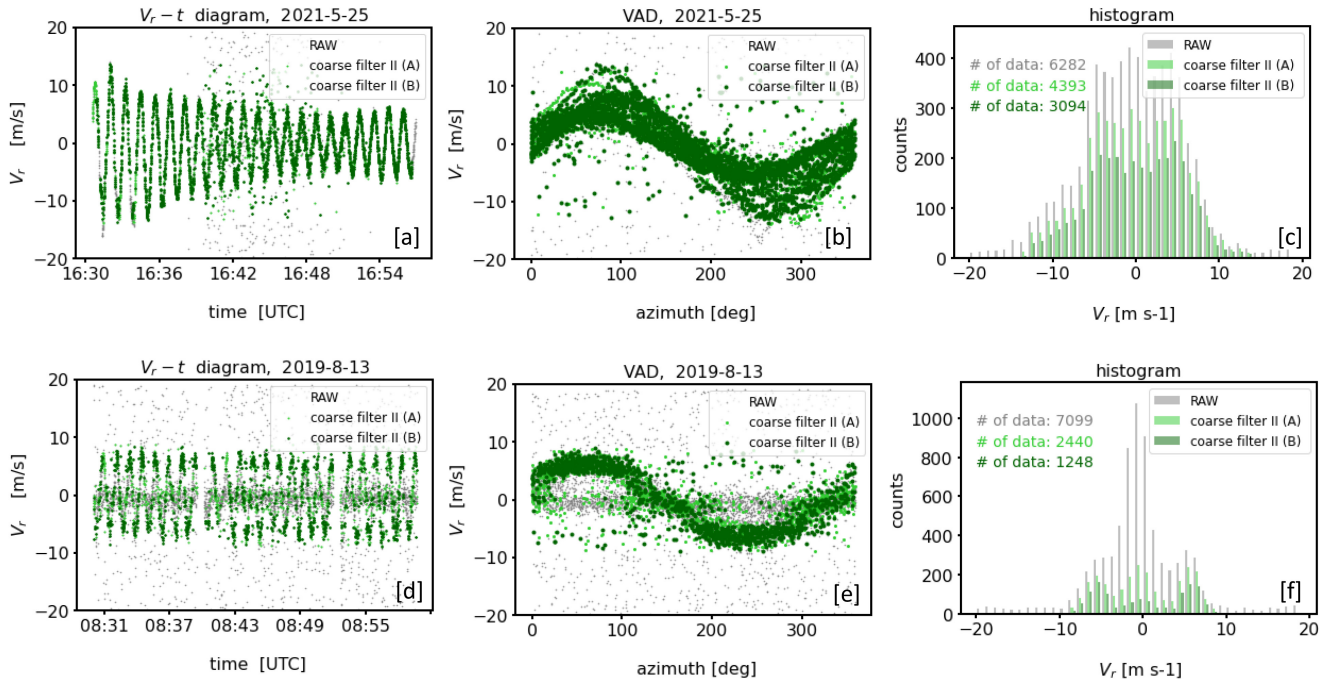 V_r − t diagram, 2021-5-25
V_r [m/s]
20
10
0
−10
−20
16:30
16:36
16:42
16:48
16:54
time [UTC]
RAW
coarse filter II (A)
coarse filter II (B)
[a]
VAD, 2021-5-25
V_r [m/s]
20
10
0
−10
−20
0
100
200
300
azimuth [deg]
RAW
coarse filter II (A)
coarse filter II (B)
[b]
histogram
counts
400
300
200
100
0
−20
−10
0
10
20
V_r [m s-1]
# of data: 6282
# of data: 4393
# of data: 3094
RAW
coarse filter II (A)
coarse filter II (B)
[c]
V_r − t diagram, 2019-8-13
V_r [m/s]
20
10
0
−10
−20
08:31
08:37
08:43
08:49
08:55
time [UTC]
RAW
coarse filter II (A)
coarse filter II (B)
[d]
VAD, 2019-8-13
V_r [m/s]
20
10
0
−10
−20
0
100
200
300
azimuth [deg]
RAW
coarse filter II (A)
coarse filter II (B)
[e]
histogram
counts
1000
800
600
400
200
0
−20
−10
0
10
20
V_r [m s-1]
# of data: 7099
# of data: 2440
# of data: 1248
RAW
coarse filter II (A)
coarse filter II (B)
[f]